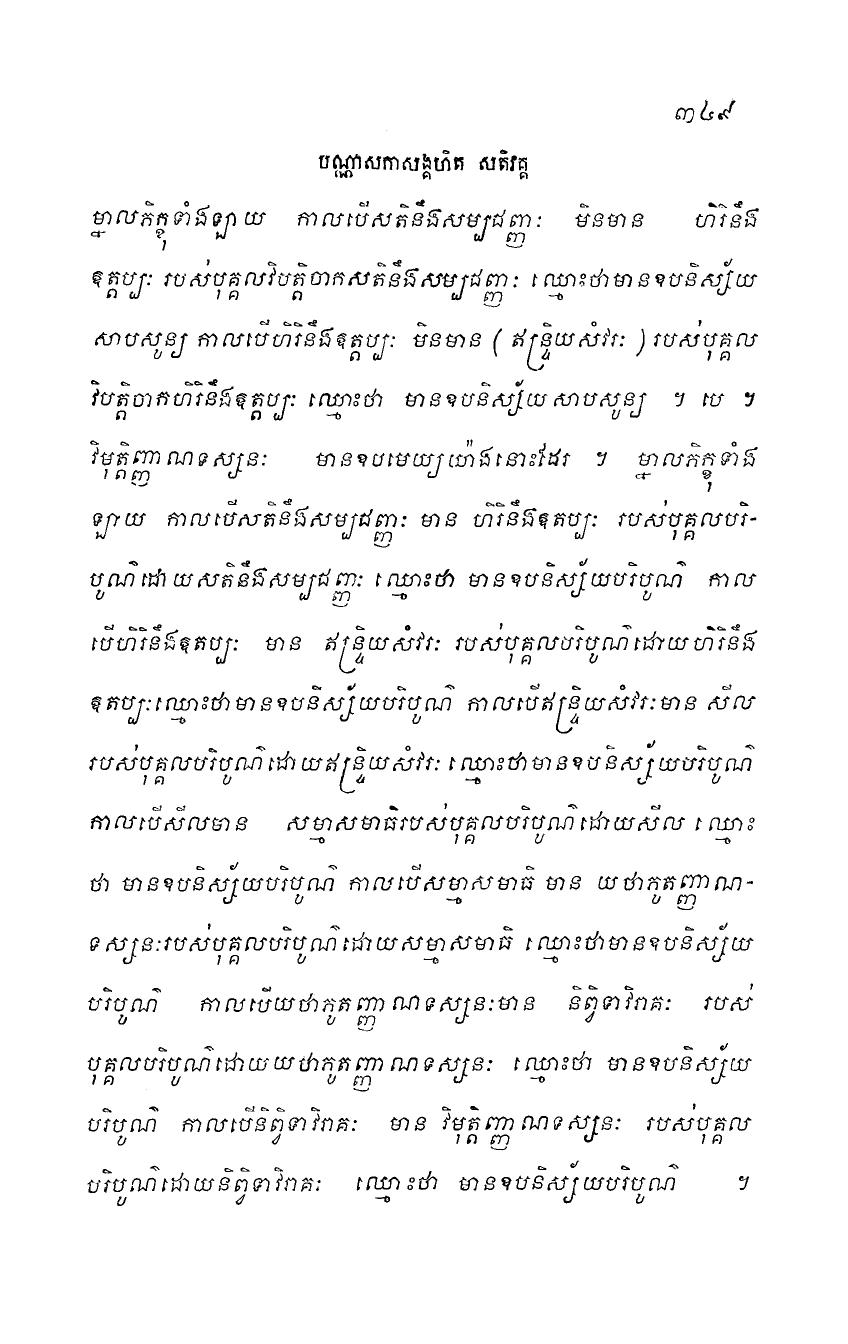 ៣៤៩
បណ្ណាសកាសង្គហិត សតិវគ្គ
ម្នាលភិក្ខុទាំងឡាយ កាលបើសតិនឹងសម្បជញ្ញៈ មិនមាន ហិរិនឹង
ឧត្តប្បៈ របស់បុគ្គលវិបត្តិចាកសតិនឹងសម្បជញ្ញៈ ឈ្មោះថាមានឧបនិស្ស័យ
សាបសូន្យ កាលបើហិរិនឹងឧត្តប្បៈ មិនមាន ( ឥន្ទ្រិយសំវរៈ ) របស់បុគ្គល
វិបត្តិចាកហិរិនឹងឧត្តប្បៈ ឈ្មោះថា មានឧបនិស្ស័យសាបសូន្យ ។ បេ ។
វិមុត្តិញ្ញាណទស្សនៈ មានឧបមេយ្យយ៉ាងនោះដែរ ។ ម្នាលភិក្ខុទាំង
ឡាយ កាលបើសតិនឹងសម្បជញ្ញៈ មាន ហិរិនឹងឧតប្បៈ របស់បុគ្គលបរិ-
បូណ៌ដោយសតិនឹងសម្បជញ្ញៈ ឈ្មោះថា មានឧបនិស្ស័យបរិបូណ៌ កាល
បើហិរិនឹងឧតប្បៈ មាន ឥន្ទ្រិយសំវរៈ របស់បុគ្គលបរិបូណ៌ដោយហិរិនឹង
ឧតប្បៈឈ្មោះថាមានឧបនិស្ស័យបរិបូណ៌ កាលបើឥន្ទ្រិយសំវរៈមាន សីល
របស់បុគ្គលបរិបូណ៌ដោយឥន្ទ្រិយសំវរៈ ឈ្មោះថាមានឧបនិស្ស័យបរិបូណ៌
កាលបើសីលមាន សម្មាសមាធិរបស់បុគ្គលបរិបូណ៌ដោយសីល ឈ្មោះ
ថា មានឧបនិស្ស័យបរិបូណ៌ កាលបើសម្មាសមាធិ មាន យថាភូតញ្ញាណ-
ទស្សនៈរបស់បុគ្គលបរិបូណ៌ដោយសម្មាសមាធិ ឈ្មោះថាមានឧបនិស្ស័យ
បរិបូណ៌ កាលបើយថាភូតញ្ញាណទស្សនៈមាន និព្វិទាវិរាគៈ របស់
បុគ្គលបរិបូណ៌ដោយយថាភូតញ្ញាណទស្សនៈ ឈ្មោះថា មានឧបនិស្ស័យ
បរិបូណ៌ កាលបើនិព្វិទាវិរាគៈ មាន វិមុត្តិញ្ញាណទស្សនៈ របស់បុគ្គល
បរិបូណ៌ដោយនិព្វិទាវិរាគៈ ឈ្មោះថា មានឧបនិស្ស័យបរិបូណ៌ ។